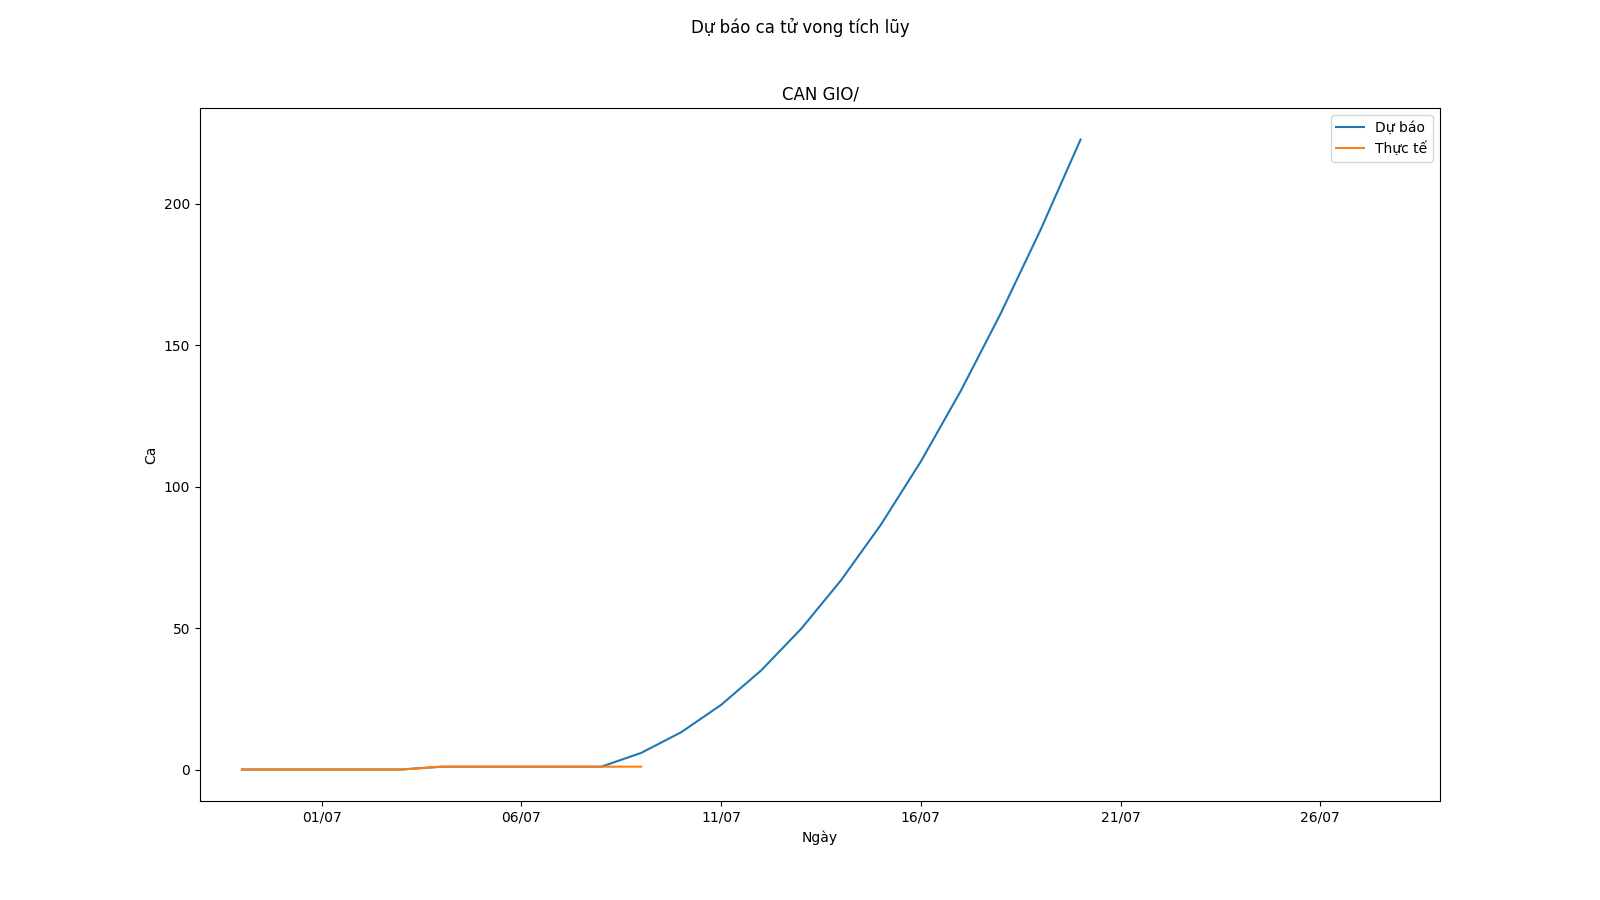 Dự báo ca tử vong tích lũy
CAN GIO/
Dự báo
Thực tế
200
150
100
50
0
Ca
01/07
06/07
11/07
16/07
21/07
26/07
Ngày